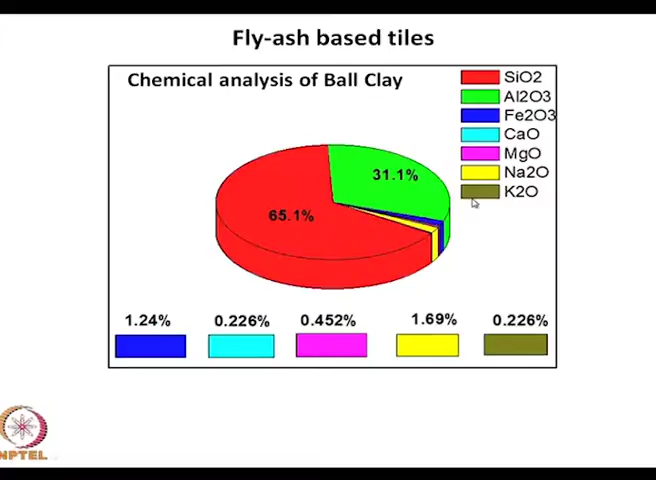 Fly-ash based tiles
Chemical analysis of Ball Clay
SiO2
Al2O3
Fe2O3
CaO
MgO
Na2O
K2O
31.1%
65.1%
1.24% 0.226% 0.452% 1.69% 0.226%
NPTEL